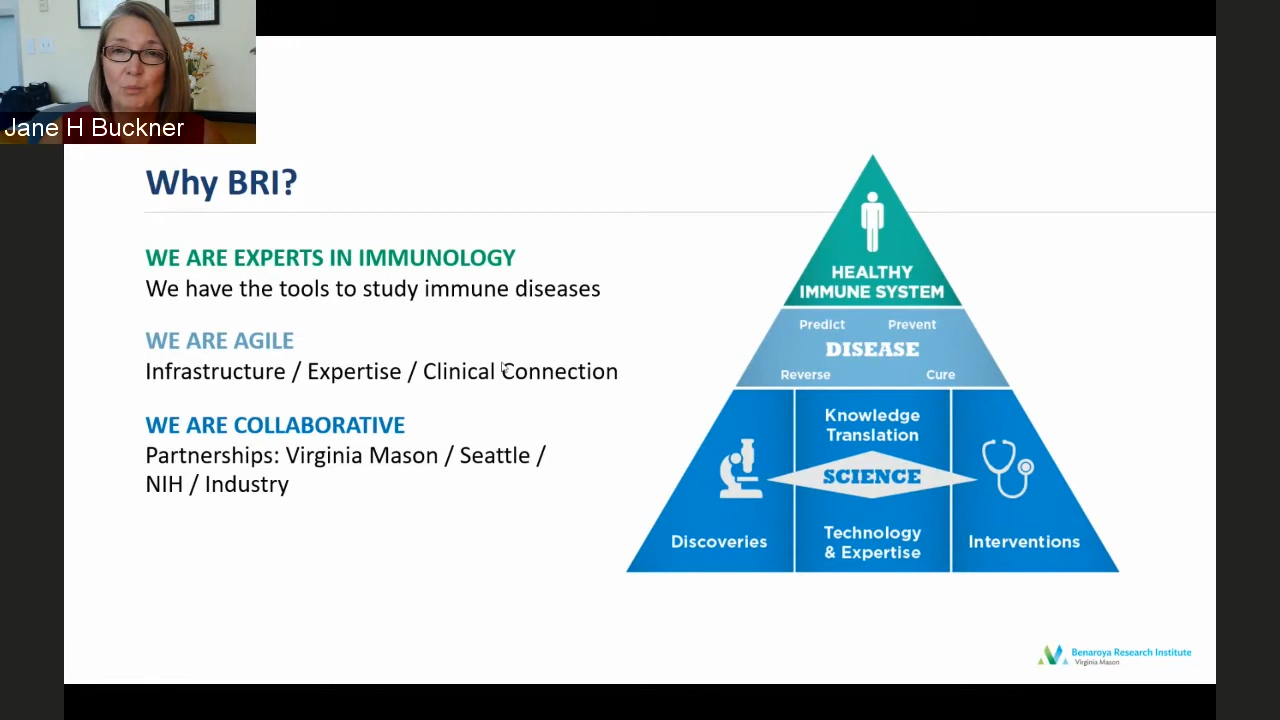 Jane H Buckner
Why BRI?
WE ARE EXPERTS IN IMMUNOLOGY
We have the tools to study immune diseases
WE ARE AGILE
Infrastructure / Expertise / Clinical Connection
WE ARE COLLABORATIVE
Partnerships: Virginia Mason / Seattle /
NIH / Industry
HEALTHY
IMMUNE SYSTEM
Predict Prevent
DISEASE
Reverse Cure
Knowledge
Translation
SCIENCE
Discoveries
Technology
& Expertise
Interventions
Benaroya Research Institute
Virginia Mason